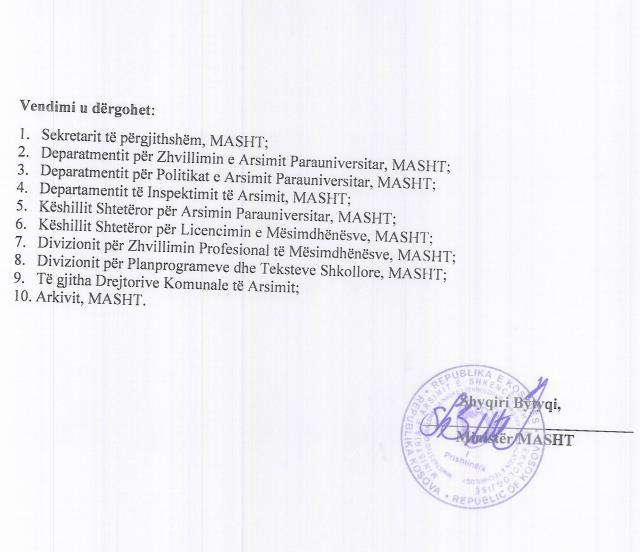 Vendimi u dërgohet:
1. Sekretarit të përgjithshëm, MASHT;
2. Deparatmentit për Zhvillimin e Arsimit Parauniversitar, MASHT;
3. Deparatmentit për Politikat e Arsimit Parauniversitar, MASHT;
4. Departamentit të Inspektimit të Arsimit, MASHT;
5. Këshillit Shtetëror për Arsimin Parauniversitar, MASHT;
6. Këshillit Shtetëror për Licencimin e Mësimdhënësve, MASHT;
7. Divizionit për Zhvillimin Profesional të Mësimdhënësve, MASHT;
8. Divizionit për Planprogrameve dhe Teksteve Shkollore, MASHT;
9. Të gjitha Drejtorive Komunale të Arsimit;
10. Arkivit, MASHT.
Shyqiri Bytyqi,
Ministër MASHT
REPUBLIKA E KOSOVËS
REPUBLIKA KOSOVA
REPUBLIC OF KOSOVA
Prishtinë/a